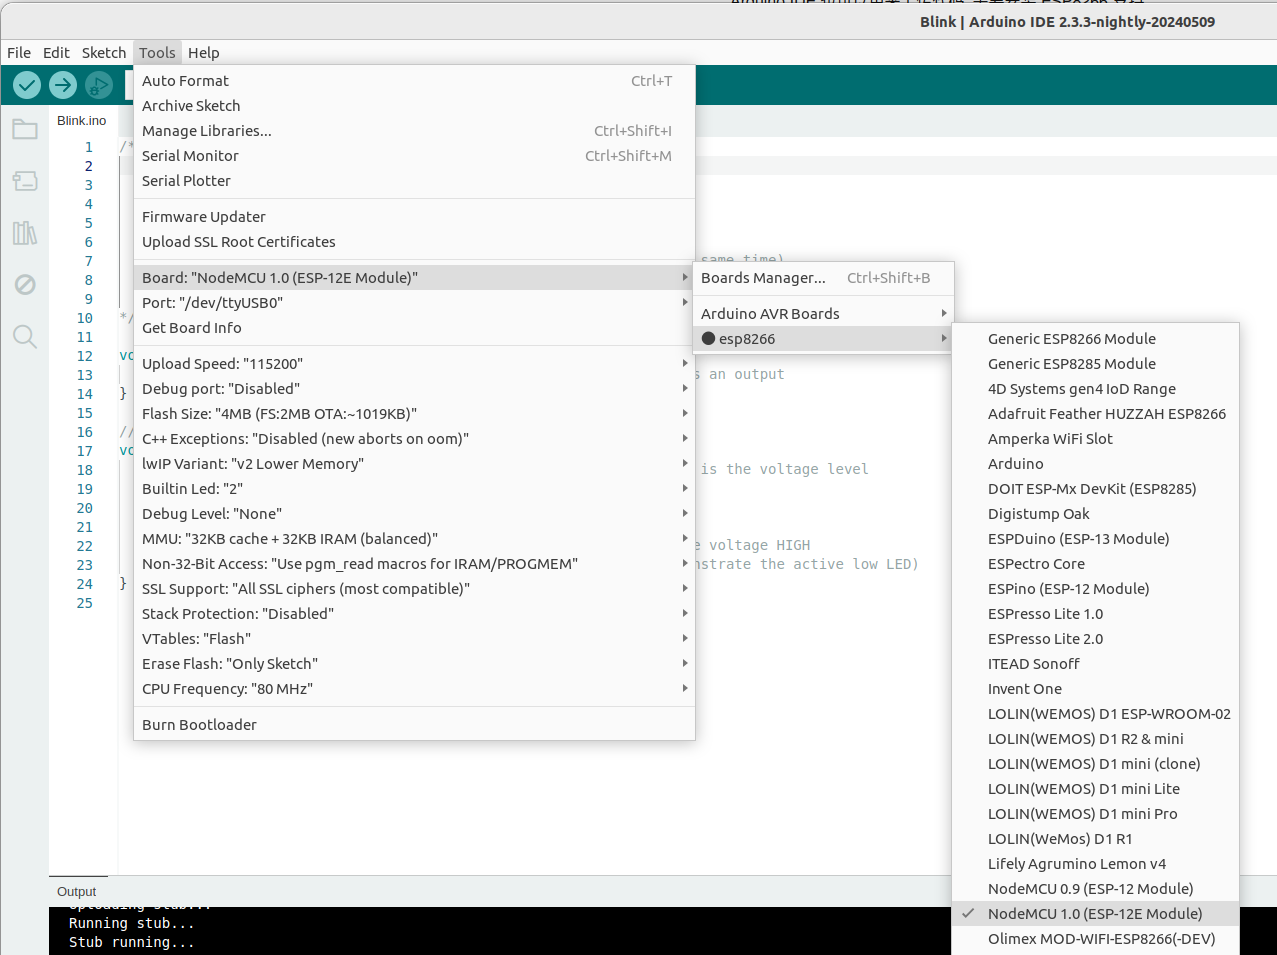 Blink | Arduino IDE 2.3.3-nightly-20240509
File Edit Sketch Tools Help
Blink.ino
Auto Format Ctrl+T
Archive Sketch
Manage Libraries... Ctrl+Shift+I
Serial Monitor Ctrl+Shift+M
Serial Plotter
Firmware Updater
Upload SSL Root Certificates
Board: "NodeMCU 1.0 (ESP-12E Module)"
Port: "/dev/ttyUSB0"
Get Board Info
Upload Speed: "115200"
Debug port: "Disabled"
Flash Size: "4MB (FS:2MB OTA:~1019KB)"
C++ Exceptions: "Disabled (new aborts on oom)"
lwIP Variant: "v2 Lower Memory"
Builtin Led: "2"
Debug Level: "None"
MMU: "32KB cache + 32KB IRAM (balanced)"
Non-32-Bit Access: "Use pgm_read macros for IRAM/PROGMEM"
SSL Support: "All SSL ciphers (most compatible)"
Stack Protection: "Disabled"
VTables: "Flash"
Erase Flash: "Only Sketch"
CPU Frequency: "80 MHz"
Burn Bootloader
Boards Manager... Ctrl+Shift+B
Arduino AVR Boards
esp8266
Generic ESP8266 Module
Generic ESP8285 Module
4D Systems gen4 IoD Range
Adafruit Feather HUZZAH ESP8266
Amperka WiFi Slot
Arduino
DOIT ESP-Mx DevKit (ESP8285)
Digistump Oak
ESPDuino (ESP-13 Module)
ESPectro Core
ESPino (ESP-12 Module)
ESPresso Lite 1.0
ESPresso Lite 2.0
ITEAD Sonoff
Invent One
LOLIN(WEMOS) D1 ESP-WROOM-02
LOLIN(WEMOS) D1 R2 & mini
LOLIN(WEMOS) D1 mini (clone)
LOLIN(WEMOS) D1 mini Lite
LOLIN(WEMOS) D1 mini Pro
LOLIN(WeMos) D1 R1
Lifely Agrumino Lemon v4
NodeMCU 0.9 (ESP-12 Module)
NodeMCU 1.0 (ESP-12E Module)
Olimex MOD-WIFI-ESP8266(-DEV)
1 /*
2
3
4
5
6
7 same time)
8
9
10 */
11
12 vo
13 s an output
14 }
15
16 //
17 vo
18 is the voltage level
19
20
21
22 e voltage HIGH
23 nstrate the active low LED)
24 }
25
Output
Uploading stub...
Running stub...
Stub running...